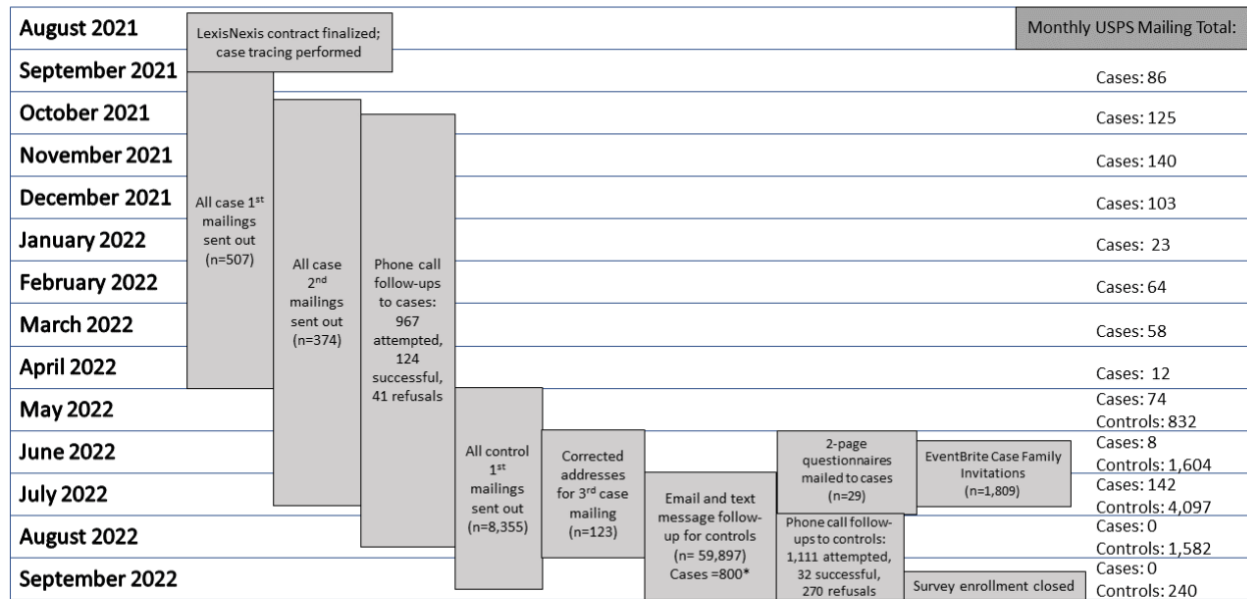 August 2021
September 2021
October 2021
November 2021
December 2021
January 2022
February 2022
March 2022
April 2022
May 2022
June 2022
July 2022
August 2022
September 2022
LexisNexis contract finalized;
case tracing performed
All case 1st
mailings
sent out
(n=507)
All case
2nd
mailings
sent out
(n=374)
Phone call
follow-ups
to cases:
967
attempted,
124
successful,
41 refusals
All control
1st
mailings
sent out
(n=8,355)
Corrected
addresses
for 3rd case
mailing
(n=123)
Email and text
message follow-
up for controls
(n= 59,897)
Cases =800*
2-page
questionnaires
mailed to cases
(n=29)
Phone call follow-
ups to controls:
1,111 attempted,
32 successful,
270 refusals
EventBrite Case Family
Invitations
(n=1,809)
Survey enrollment closed
Monthly USPS Mailing Total:
Cases: 86
Cases: 125
Cases: 140
Cases: 103
Cases: 23
Cases: 64
Cases: 58
Cases: 12
Cases: 74
Controls: 832
Cases: 8
Controls: 1,604
Cases: 142
Controls: 4,097
Cases: 0
Controls: 1,582
Cases: 0
Controls: 240